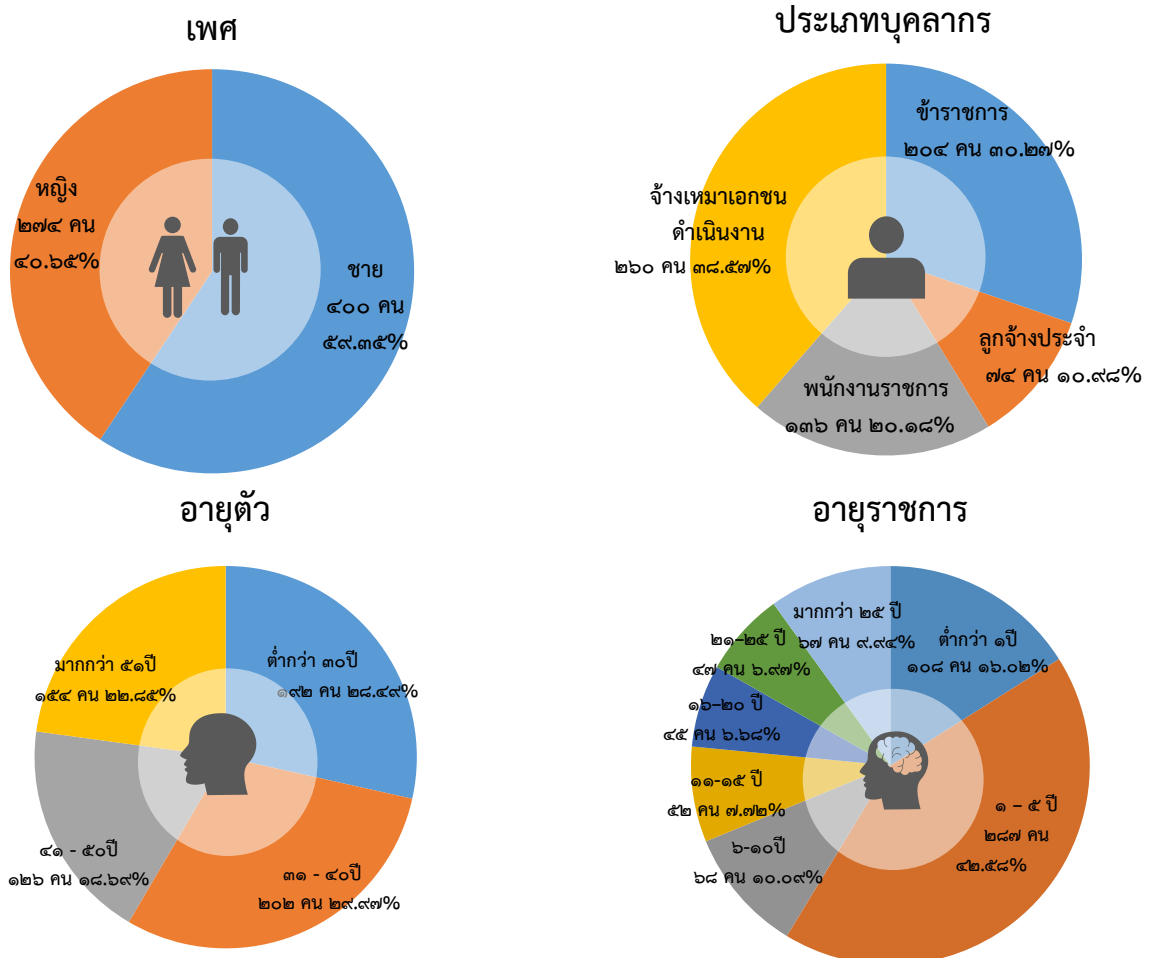 เพศ
หญิง
๒๗๔ คน
๔๐.๖๕%
ชาย
๔๐๐ คน
๕๙.๓๕%
ประเภทบุคลากร
ข้าราชการ
๒๐๔ คน ๓๐.๒๗%
จ้างเหมาเอกชน
ดำเนินงาน
๒๖๐ คน ๓๘.๕๗%
ลูกจ้างประจำ
๗๔ คน ๑๐.๙๘%
พนักงานราชการ
๑๓๖ คน ๒๐.๑๘%
อายุตัว
ต่ำกว่า ๓๐ปี
๑๙๒ คน ๒๘.๔๙%
มากกว่า ๕๑ปี
๑๕๔ คน ๒๒.๘๕%
๔๑ - ๕๐ปี
๑๒๖ คน ๑๘.๖๙%
๓๑ - ๔๐ปี
๒๐๒ คน ๒๙.๙๗%
อายุราชการ
มากกว่า ๒๕ ปี
๖๗ คน ๙.๙๔%
ต่ำกว่า ๑ปี
๑๐๘ คน ๑๖.๐๒%
๒๑–๒๕ ปี
๔๗ คน ๖.๙๗%
๑๖–๒๐ ปี
๔๕ คน ๖.๖๘%
๑๑-๑๕ ปี
๕๒ คน ๗.๗๒%
๑ – ๕ ปี
๒๘๗ คน
๔๒.๕๘%
๖-๑๐ปี
๖๘ คน ๑๐.๐๙%